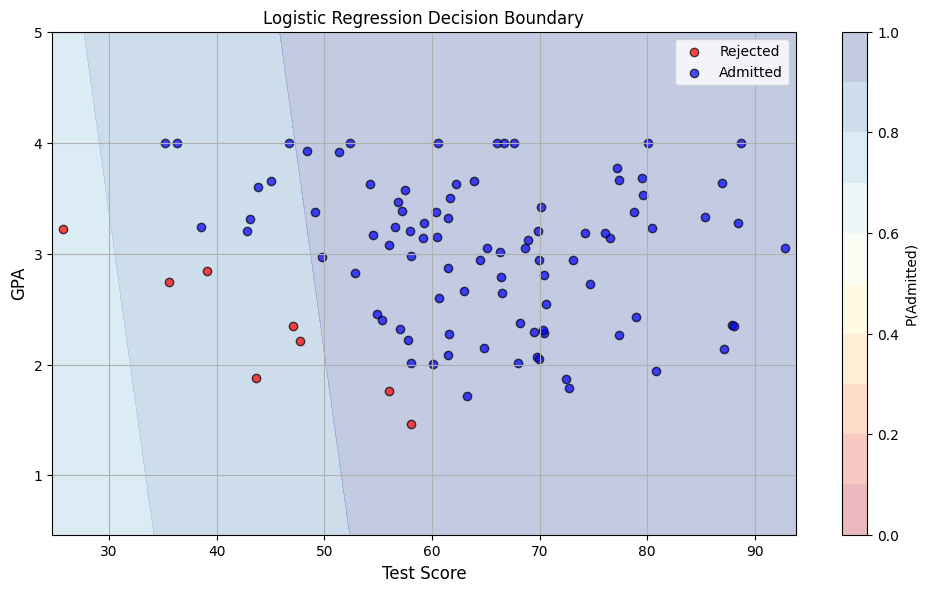 Logistic Regression Decision Boundary
Rejected
Admitted
GPA
5
4
3
2
1
30 40 50 60 70 80 90
Test Score
1.0
0.8
0.6
0.4
0.2
0.0
P(Admitted)